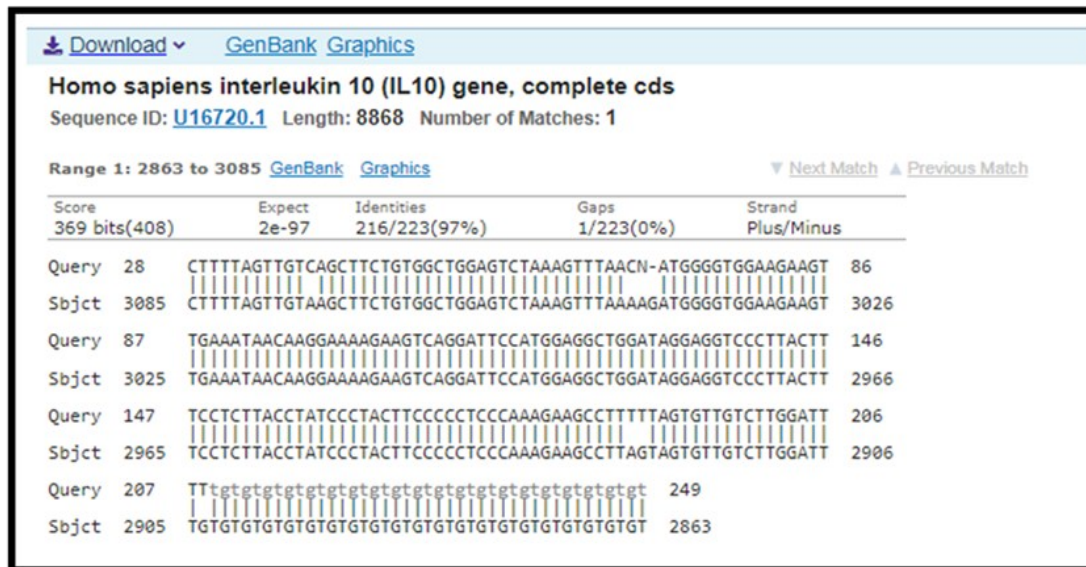 Download GenBank Graphics
Homo sapiens interleukin 10 (IL10) gene, complete cds
Sequence ID: U16720.1 Length: 8868 Number of Matches: 1
Range 1: 2863 to 3085 GenBank Graphics ▼ Next Match ▲ Previous Match
Score Expect Identities Gaps Strand
369 bits(408) 2e-97 216/223(97%) 1/223(0%) Plus/Minus
Query 28 CTTTTAGTTGTCAGCTTCTGTGGCTGGAGTCTAAAGTTTAACN-ATGGGGTGGAAGAAGT 86
Sbjct 3085 CTTTTAGTTGTAAGCTTCTGTGGCTGGAGTCTAAAGTTTAAAAGATGGGGTGGAAGAAGT 3026
Query 87 TGAAATAACAAGGAAAAGAAGTCAGGATTCCATGGAGGCTGGATAGGAGGTCCCTTACTT 146
Sbjct 3025 TGAAATAACAAGGAAAAGAAGTCAGGATTCCATGGAGGCTGGATAGGAGGTCCCTTACTT 2966
Query 147 TCCTCTTACCTATCCCTACTTCCCCCTCCCAAAGAAGCCTTTTTAGTGTTGTCTTGGATT 206
Sbjct 2965 TCCTCTTACCTATCCCTACTTCCCCCTCCCAAAGAAGCCTTAGTAGTGTTGTCTTGGATT 2906
Query 207 TTtgtgtgtgtgtgtgtgtgtgtgtgtgtgtgtgtgtgtgtgt 249
Sbjct 2905 TGTGTGTGTGTGTGTGTGTGTGTGTGTGTGTGTGTGTGTGTGT 2863